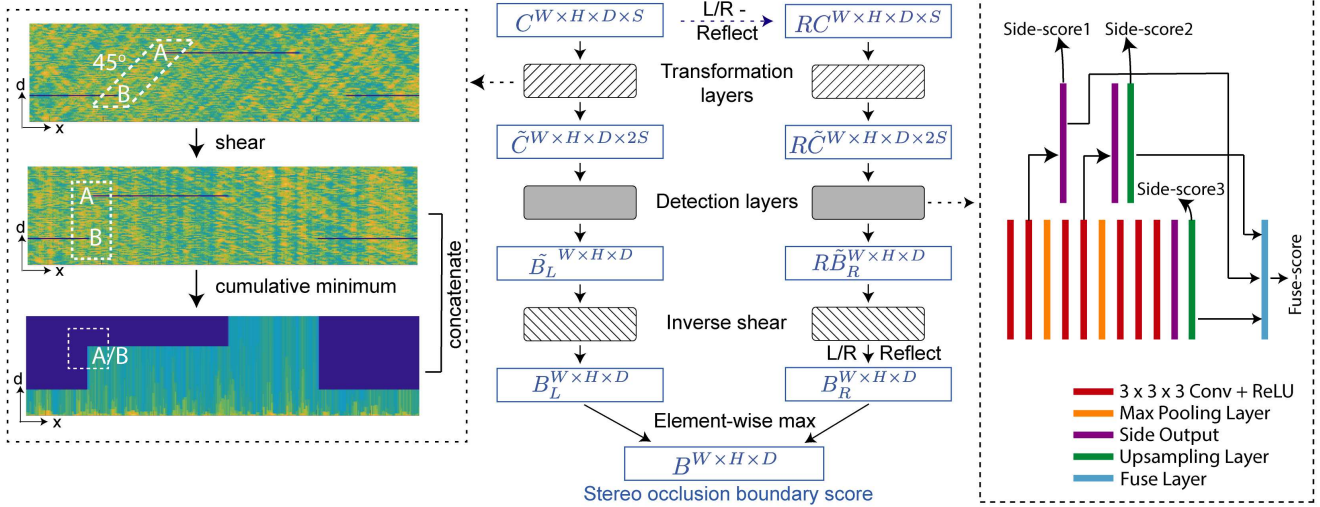 45°
A
B
d
x
shear
A
B
d
x
cumulative minimum
A/B
d
x
concatenate
C^{W×H×D×S}
L/R -
Reflect
RC^{W×H×D×S}
Transformation
layers
C̃^{W×H×D×2S}
RC̃^{W×H×D×2S}
Detection layers
B̃_L^{W×H×D}
RB̃_R^{W×H×D}
Inverse shear
L/R Reflect
B_L^{W×H×D}
B_R^{W×H×D}
Element-wise max
B^{W×H×D}
Stereo occlusion boundary score
Side-score1
Side-score2
Side-score3
Fuse-score
3 x 3 x 3 Conv + ReLU
Max Pooling Layer
Side Output
Upsampling Layer
Fuse Layer